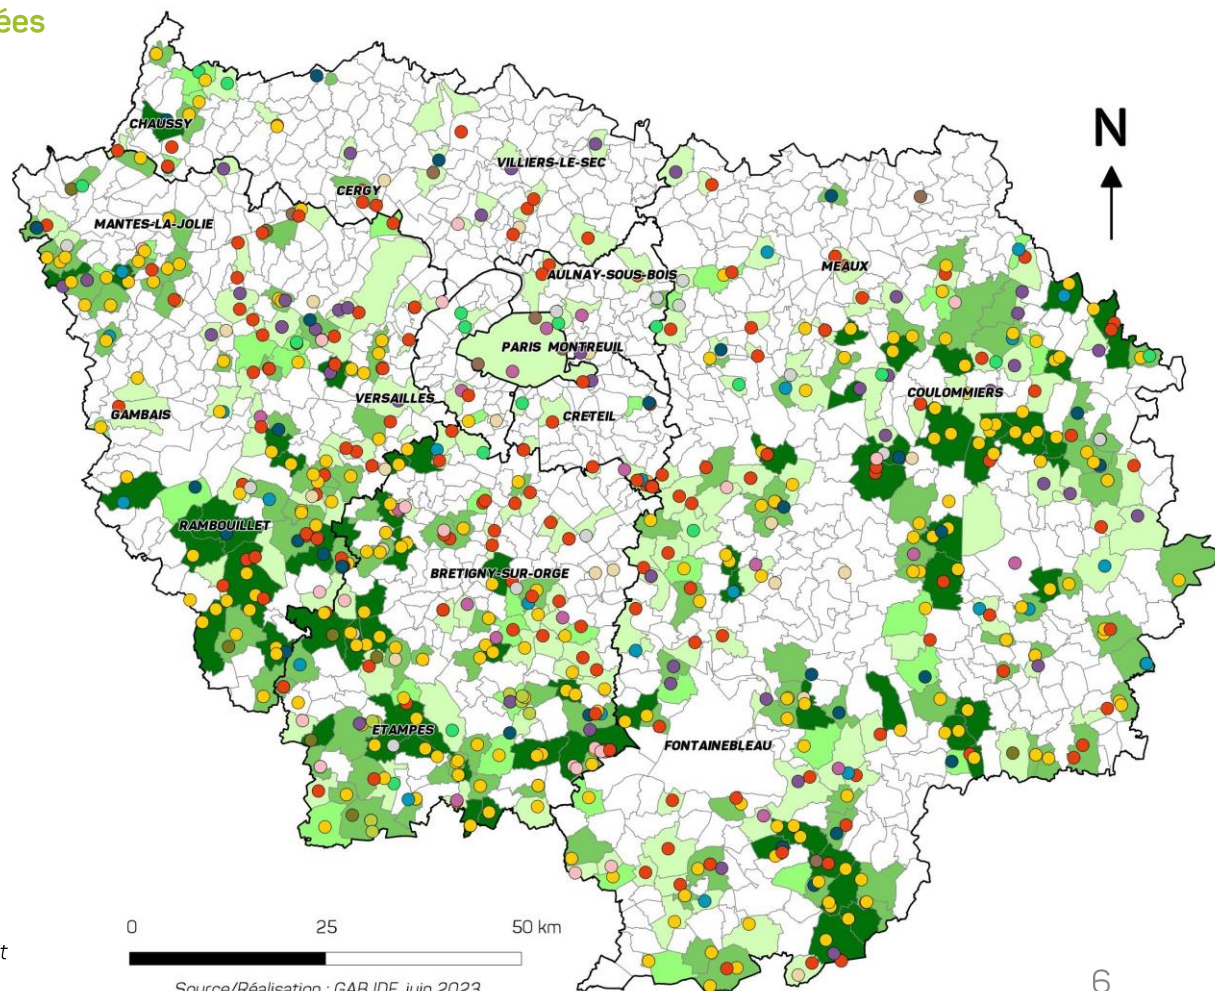 ées
N
CHAUSSY
VILLIERS-LE-SEC
CERGY
MANTES-LA-JOLIE
AULNAY-SOUS-BOIS
MEAUX
PARIS MONTREUIL
COULOMMIERS
VERSAILLES
GAMBAIS
CRETEIL
RAMBOUILLET
BRETIGNY-SUR-ORGE
ETAMPES
FONTAINEBLEAU
0 25 50 km
t
Source/Réalisation : GAB IDF, juin 2023
6